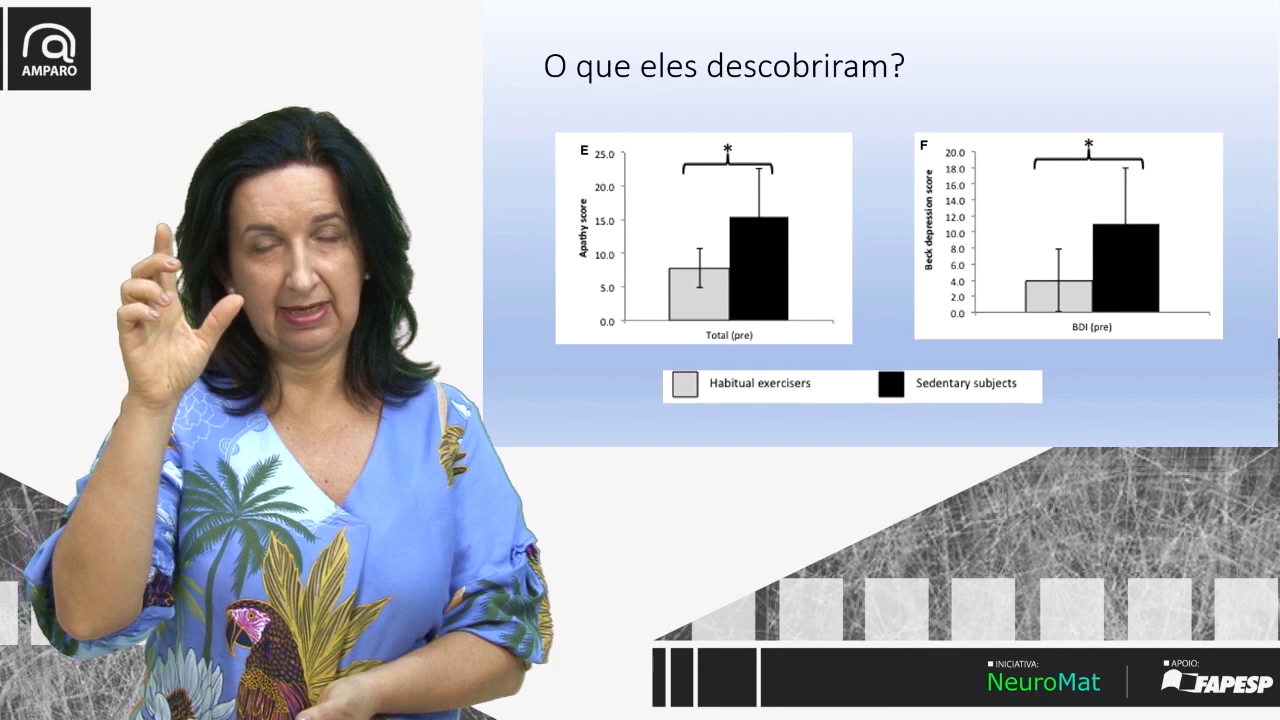 AMPARO
O que eles descobriram?
E
*
25.0
20.0
15.0
10.0
5.0
0.0
Apathy score
Total (pre)
F
*
20.0
18.0
16.0
14.0
12.0
10.0
8.0
6.0
4.0
2.0
0.0
Beck depression score
BDI (pre)
Habitual exercisers
Sedentary subjects
INICIATIVA:
NeuroMat
APOIO:
FAPESP